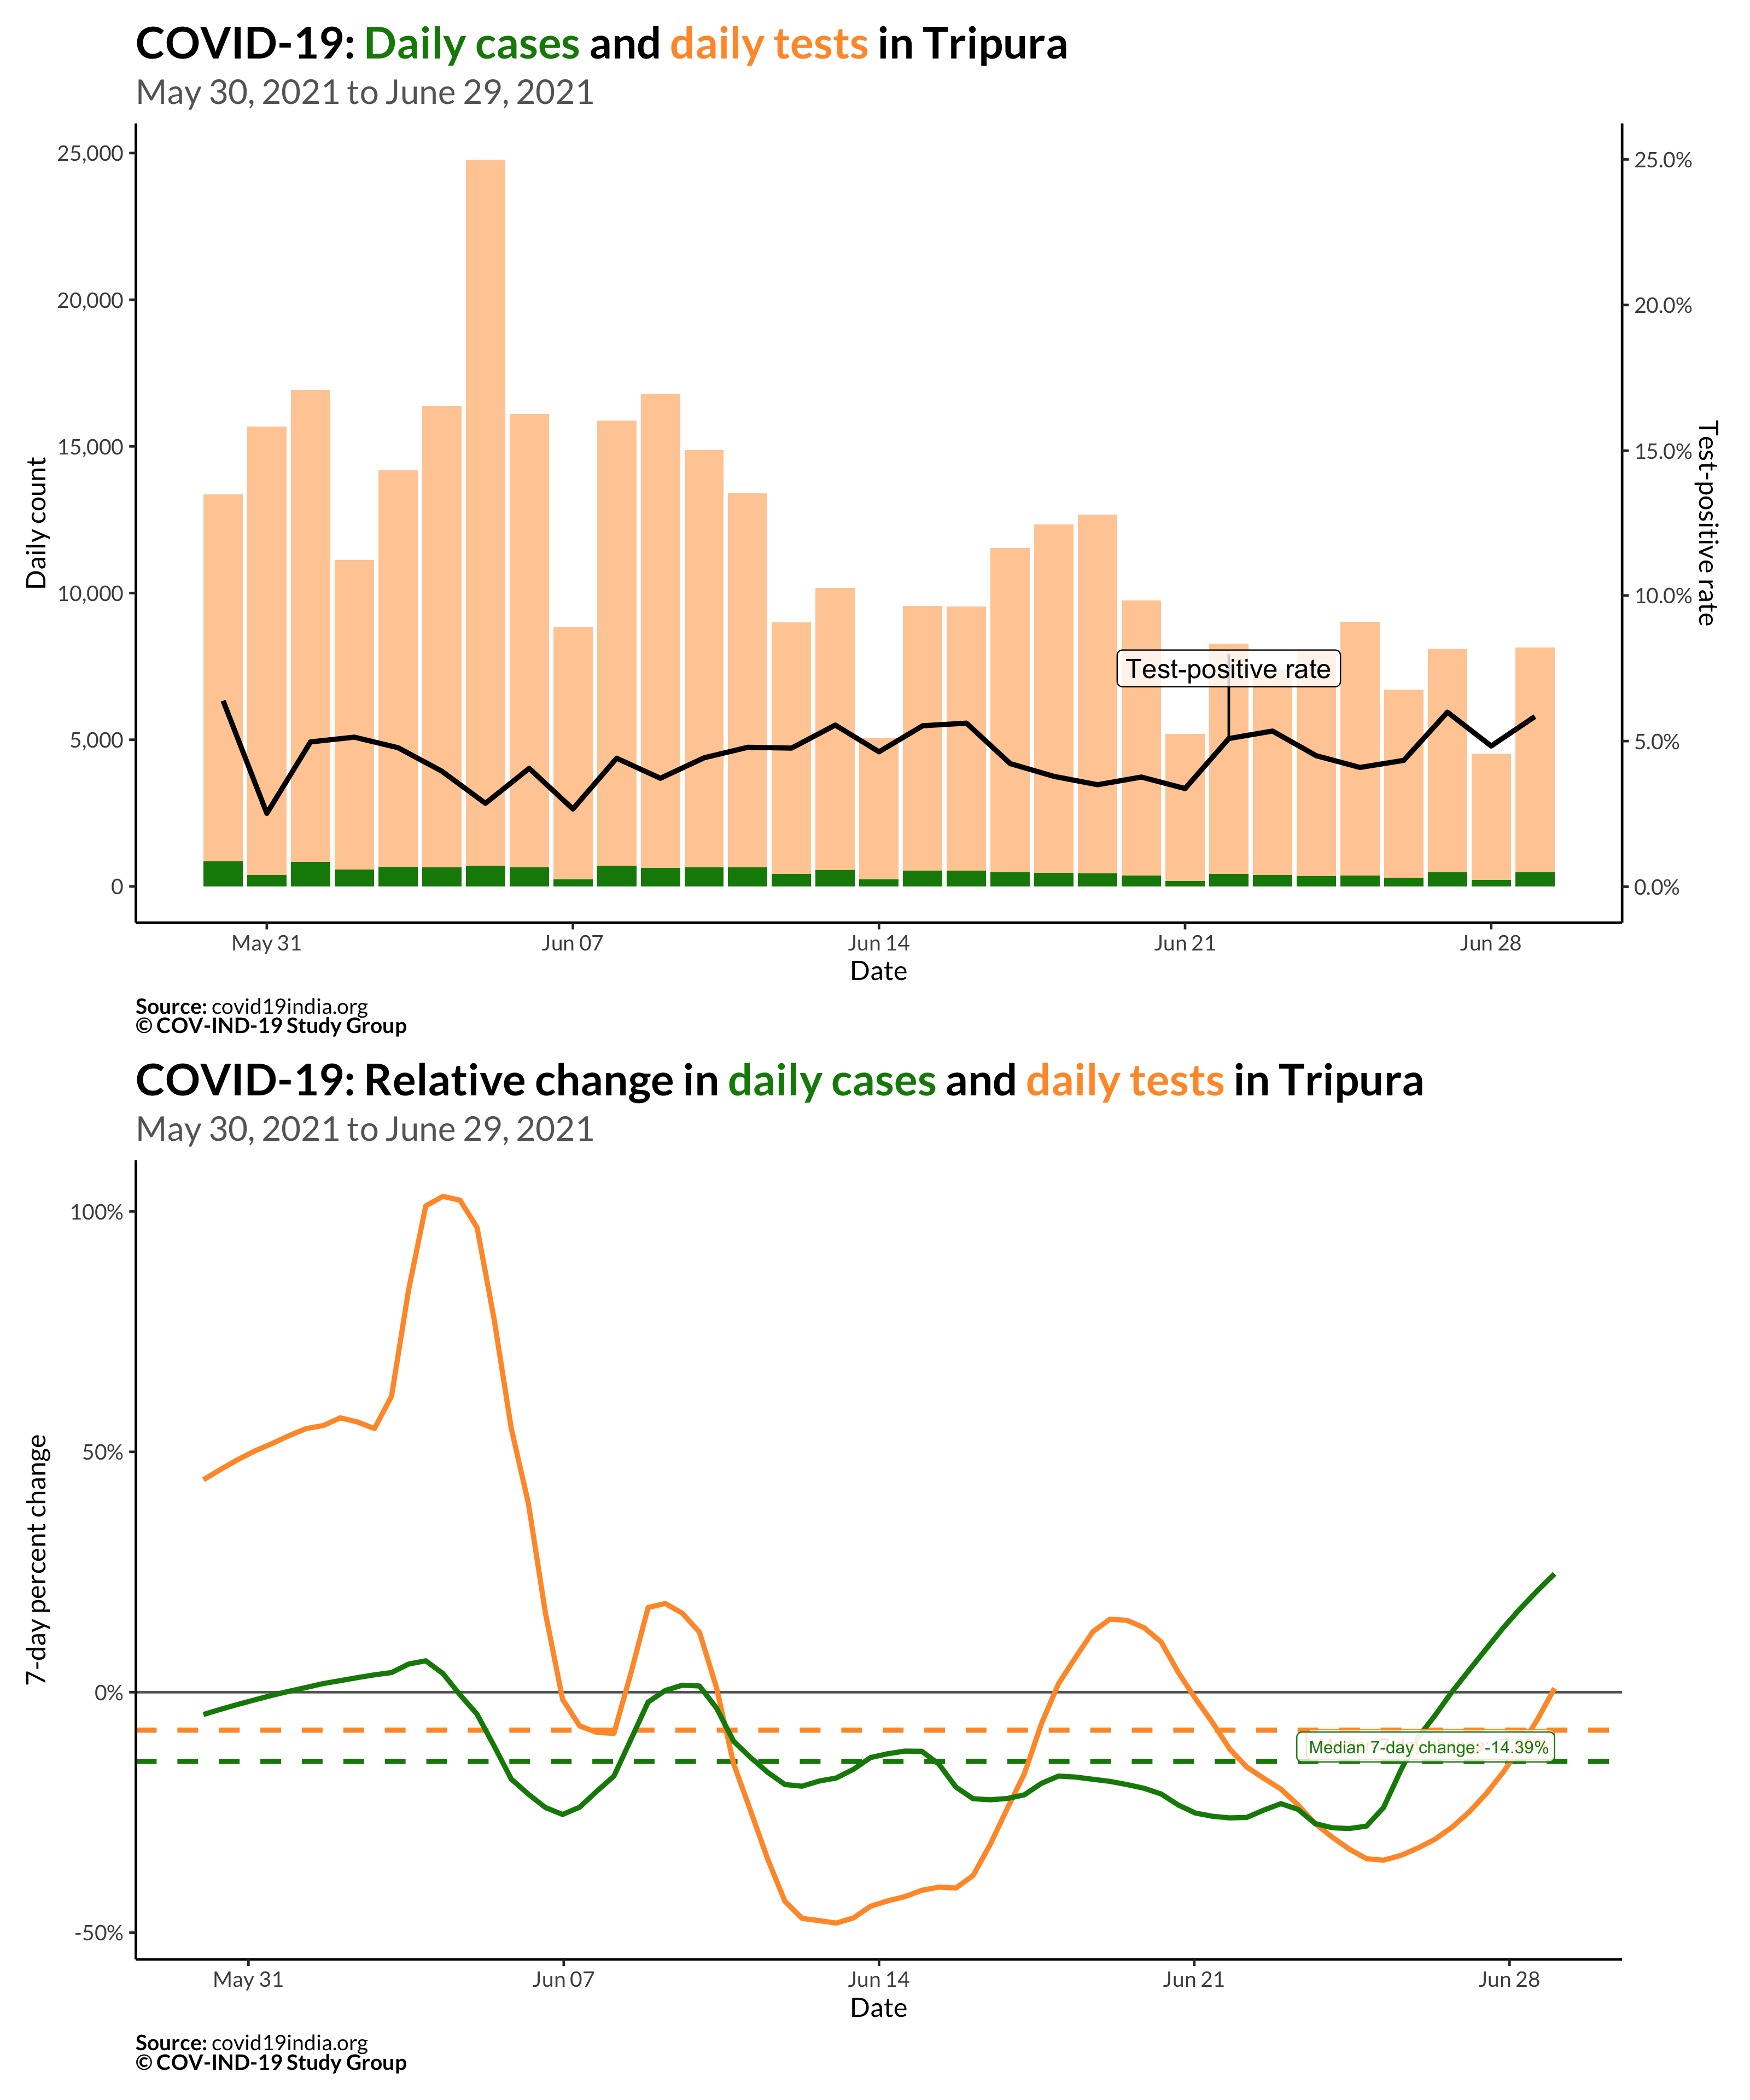 COVID-19: Daily cases and daily tests in Tripura
May 30, 2021 to June 29, 2021
25,000
20,000
15,000
10,000
5,000
0
Daily count
25.0%
20.0%
15.0%
10.0%
5.0%
0.0%
Test-positive rate
Test-positive rate
May 31
Jun 07
Jun 14
Jun 21
Jun 28
Date
Source: covid19india.org
© COV-IND-19 Study Group
COVID-19: Relative change in daily cases and daily tests in Tripura
May 30, 2021 to June 29, 2021
100%
50%
0%
-50%
7-day percent change
Median 7-day change: -14.39%
May 31
Jun 07
Jun 14
Jun 21
Jun 28
Date
Source: covid19india.org
© COV-IND-19 Study Group